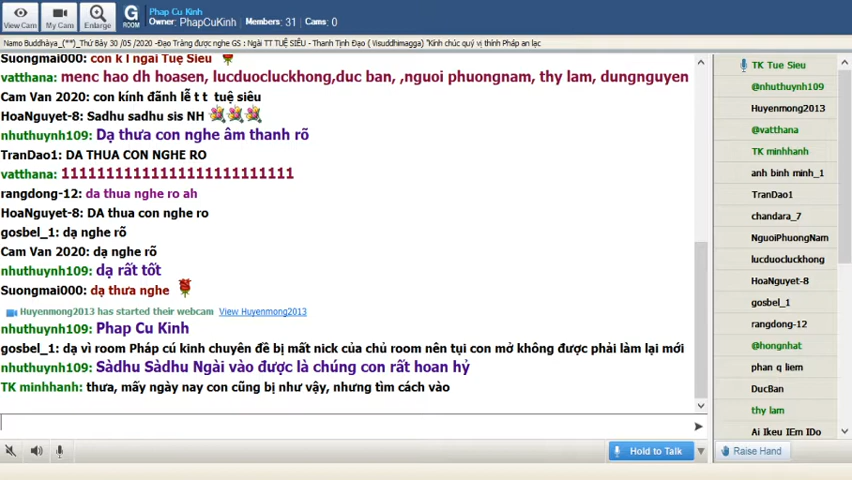 View Cam
My Cam
Enlarge
G ROOM
Phap Cu Kinh
Owner: PhapCuKinh Members: 31 Cams: 0
Namo Buddhàya_(**)_Thứ Bảy 30 /05 /2020 -Đạo Tràng được nghe GS : Ngài TT TUỆ SIÊU - Thanh Tịnh Đạo ( Visuddhimagga) "Kính chúc quý vị thính Pháp an lạc
Suongmai000: con k l ngai Tuệ Sieu
vatthana: menc hao dh hoasen, lucduocluckhong,duc ban, ,nguoi phuongnam, thy lam, dungnguyen
Cam Van 2020: con kính đãnh lễ t t tuệ siêu
HoaNguyet-8: Sadhu sadhu sis NH
nhuthuynh109: Dạ thưa con nghe âm thanh rõ
TranDao1: DA THUA CON NGHE RO
vatthana: 11111111111111111111111111
rangdong-12: da thua nghe ro ah
HoaNguyet-8: DA thua con nghe ro
gosbel_1: dạ nghe rõ
Cam Van 2020: dạ nghe rõ
nhuthuynh109: dạ rất tốt
Suongmai000: dạ thưa nghe
Huyenmong2013 has started their webcam View Huyenmong2013
nhuthuynh109: Phap Cu Kinh
gosbel_1: dạ vì room Pháp cú kinh chuyên đề bị mất nick của chủ room nên tụi con mở không được phải làm lại mới
nhuthuynh109: Sàdhu Sàdhu Ngài vào được là chúng con rất hoan hỷ
TK minhhanh: thưa, mấy ngày nay con cũng bị như vậy, nhưng tìm cách vào
Hold to Talk
TK Tue Sieu
@nhuthuynh109
Huyenmong2013
@vatthana
TK minhhanh
anh binh minh_1
TranDao1
chandara_7
NguoiPhuongNam
lucduocluckhong
HoaNguyet-8
gosbel_1
rangdong-12
@hongnhat
phan q liem
DucBan
thy lam
Ai Ikeu IEm IDo
Raise Hand